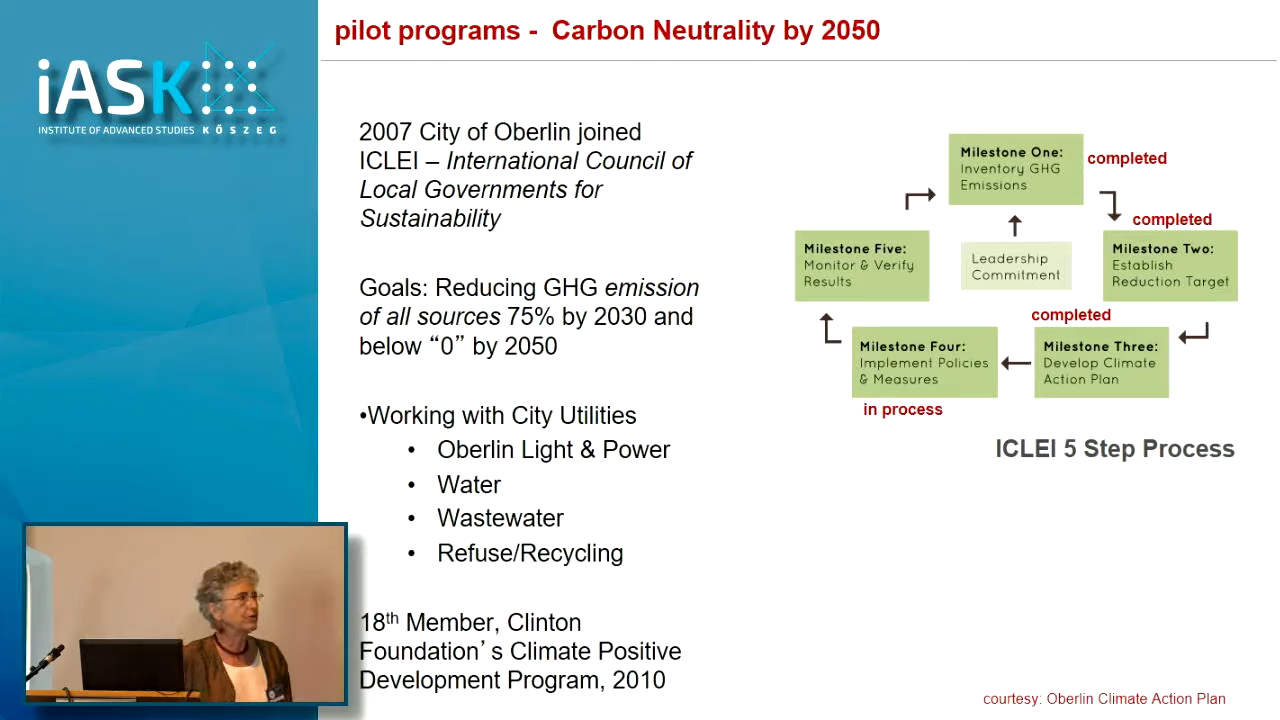 pilot programs - Carbon Neutrality by 2050
iASK
INSTITUTE OF ADVANCED STUDIES KŐSZEG
2007 City of Oberlin joined
ICLEI – International Council of
Local Governments for
Sustainability
Goals: Reducing GHG emission
of all sources 75% by 2030 and
below “0” by 2050
•Working with City Utilities
• Oberlin Light & Power
• Water
• Wastewater
• Refuse/Recycling
18th Member, Clinton
Foundation’s Climate Positive
Development Program, 2010
Milestone One:
Inventory GHG
Emissions
completed
completed
Milestone Two:
Establish
Reduction Target
completed
Milestone Three:
Develop Climate
Action Plan
Milestone Four:
Implement Policies
& Measures
in process
Milestone Five:
Monitor & Verify
Results
Leadership
Commitment
ICLEI 5 Step Process
courtesy: Oberlin Climate Action Plan